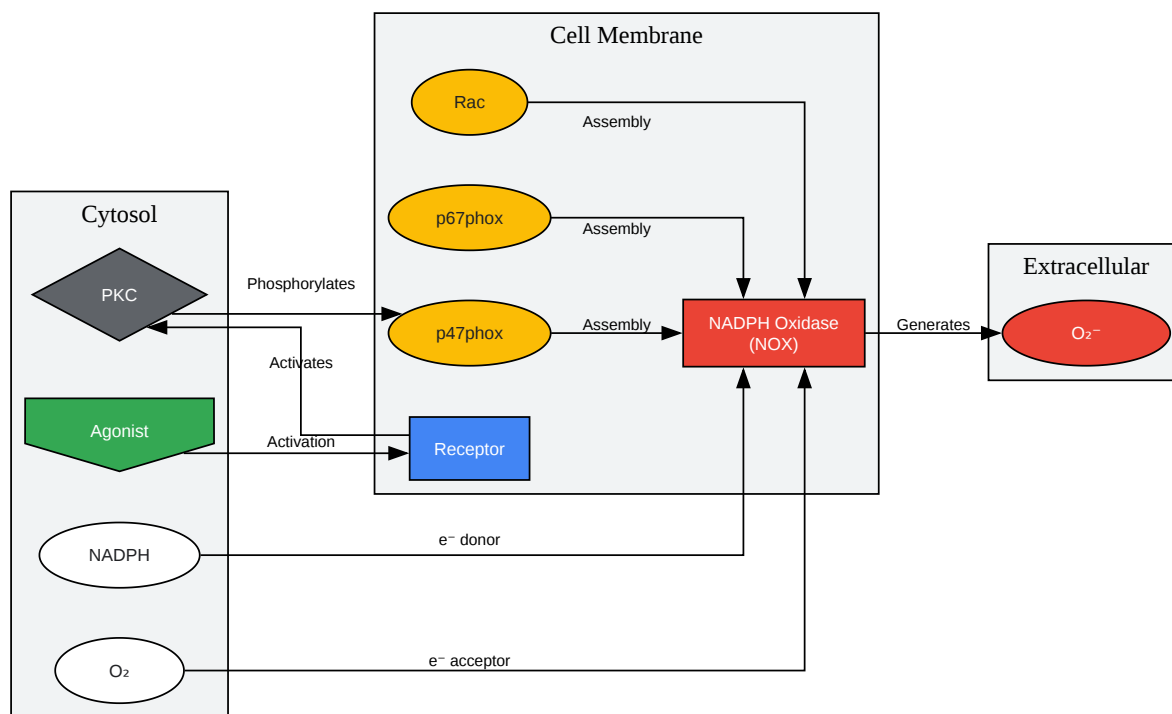 Cell Membrane
Rac
Assembly
p67phox
Assembly
Cytosol
PKC
Phosphorylates
p47phox
Assembly
NADPH Oxidase
(NOX)
Generates
Extracellular
O₂⁻
Activates
Agonist
Activation
Receptor
NADPH
e⁻ donor
O₂
e⁻ acceptor